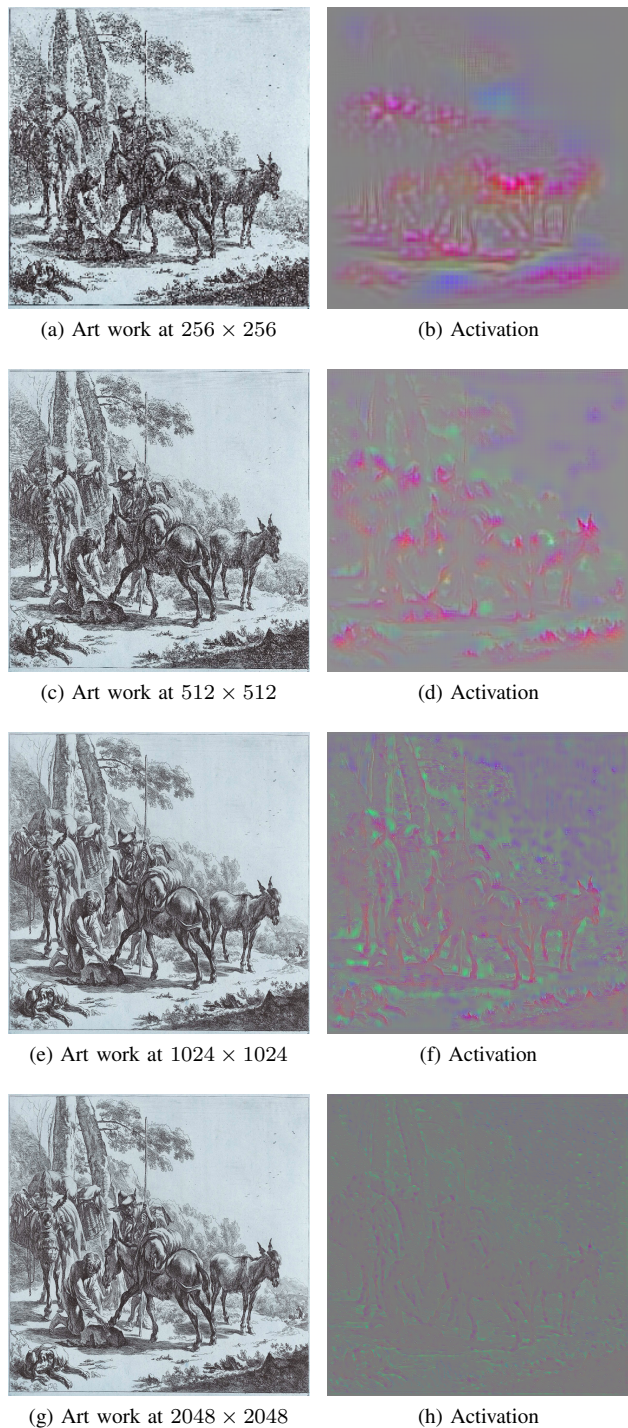 (a) Art work at 256 × 256
(b) Activation
(c) Art work at 512 × 512
(d) Activation
(e) Art work at 1024 × 1024
(f) Activation
(g) Art work at 2048 × 2048
(h) Activation